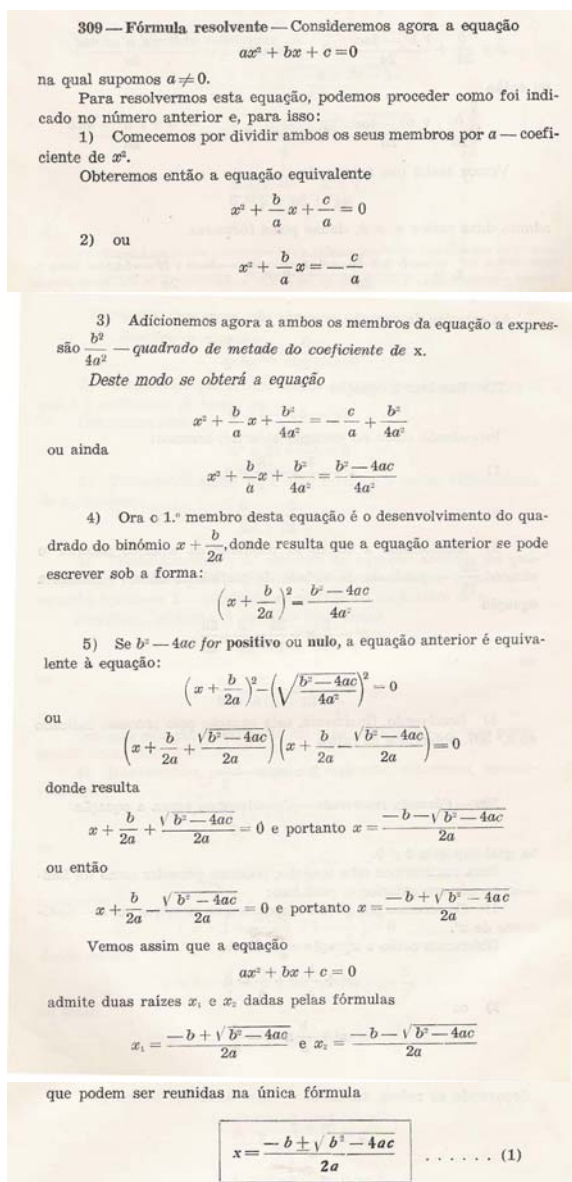 309 — Fórmula resolvente — Consideremos agora a equação
ax² + bx + c = 0
na qual supomos a ≠ 0.
Para resolvermos esta equação, podemos proceder como foi indi-
cado no número anterior e, para isso:
1) Comecemos por dividir ambos os seus membros por a — coefi-
ciente de x².
Obteremos então a equação equivalente
x² + b/a x + c/a = 0
2) ou
x² + b/a x = — c/a
3) Adicionemos agora a ambos os membros da equação a expres-
são b²/4a² — quadrado de metade do coeficiente de x.
Deste modo se obterá a equação
x² + b/a x + b²/4a² = — c/a + b²/4a²
ou ainda
x² + b/a x + b²/4a² = (b² — 4ac)/4a²
4) Ora o 1.º membro desta equação é o desenvolvimento do qua-
drado do binómio x + b/2a, donde resulta que a equação anterior se pode
escrever sob a forma:
(x + b/2a)² = (b² — 4ac)/4a²
5) Se b² — 4ac for positivo ou nulo, a equação anterior é equiva-
lente à equação:
(x + b/2a)² — (√((b² — 4ac)/4a²))² = 0
ou
(x + b/2a + √(b² — 4ac)/2a) (x + b/2a — √(b² — 4ac)/2a) = 0
donde resulta
x + b/2a + √(b² — 4ac)/2a = 0 e portanto x = (—b — √(b² — 4ac))/2a
ou então
x + b/2a — √(b² — 4ac)/2a = 0 e portanto x = (—b + √(b² — 4ac))/2a
Vemos assim que a equação
ax² + bx + c = 0
admite duas raízes x₁ e x₂ dadas pelas fórmulas
x₁ = (—b + √(b² — 4ac))/2a e x₂ = (—b — √(b² — 4ac))/2a
que podem ser reunidas na única fórmula
x = (— b ± √(b² — 4ac))/2a ...... (1)